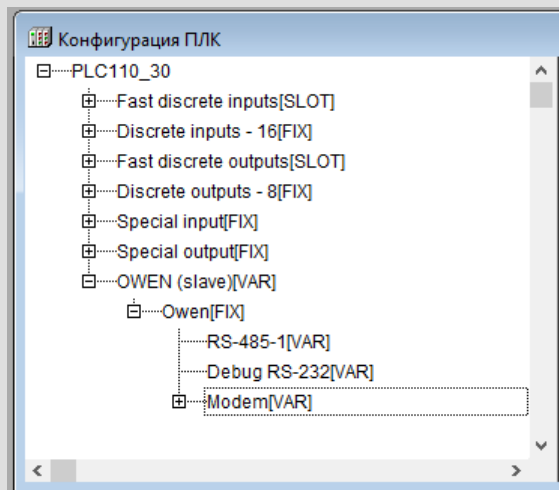 Конфигурация ПЛК
PLC110_30
Fast discrete inputs[SLOT]
Discrete inputs - 16[FIX]
Fast discrete outputs[SLOT]
Discrete outputs - 8[FIX]
Special input[FIX]
Special output[FIX]
OWEN (slave)[VAR]
Owen[FIX]
RS-485-1[VAR]
Debug RS-232[VAR]
Modem[VAR]